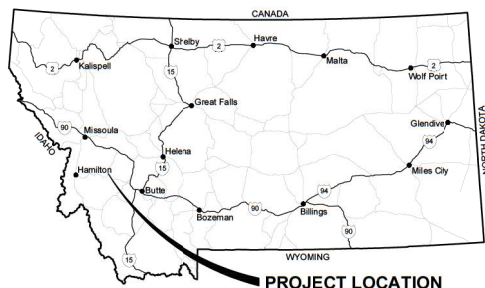 CANADA
Shelby
2
Havre
2
Kalispell
15
Malta
2
Wolf Point
Great Falls
Glendive
90
Missoula
94
NORTH DAKOTA
IDAHO
Helena
15
Hamilton
Miles City
Butte
94
90
Billings
Bozeman
90
15
WYOMING
PROJECT LOCATION